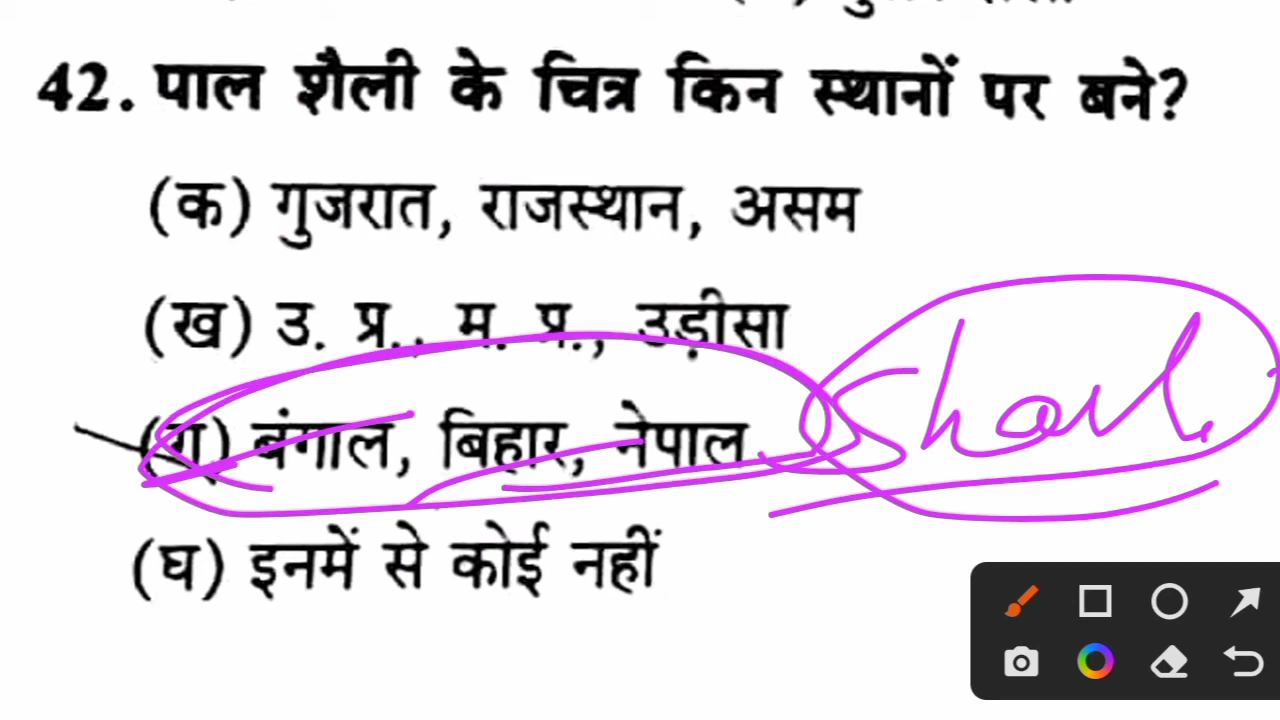 42. पाल शैली के चित्र किन स्थानों पर बने?
(क) गुजरात, राजस्थान, असम
(ख) उ. प्र., म. प्र., उड़ीसा
(ग) बंगाल, बिहार, नेपाल
(घ) इनमें से कोई नहीं